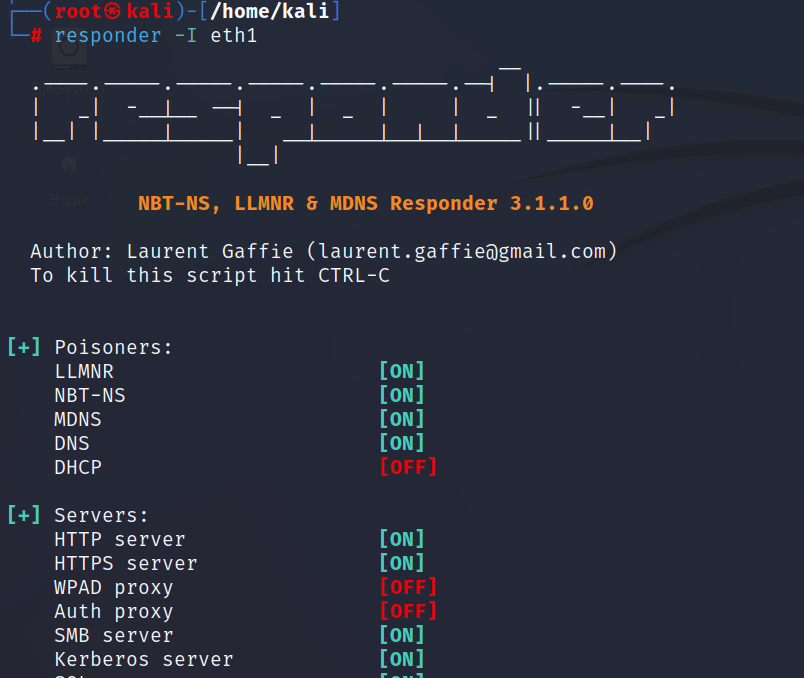 (root㉿kali)-[/home/kali]
# responder -I eth1
NBT-NS, LLMNR & MDNS Responder 3.1.1.0
Author: Laurent Gaffie (laurent.gaffie@gmail.com)
To kill this script hit CTRL-C
[+] Poisoners:
LLMNR [ON]
NBT-NS [ON]
MDNS [ON]
DNS [ON]
DHCP [OFF]
[+] Servers:
HTTP server [ON]
HTTPS server [ON]
WPAD proxy [OFF]
Auth proxy [OFF]
SMB server [ON]
Kerberos server [ON]
Home